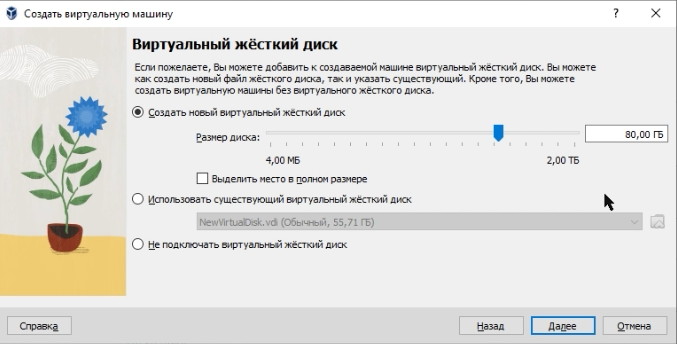 Создать виртуальную машину
?
Виртуальный жёсткий диск
Если пожелаете, Вы можете добавить к создаваемой машине виртуальный жёсткий диск. Вы можете
как создать новый файл жёсткого диска, так и указать существующий. Кроме того, Вы можете
создать виртуальную машины без виртуального жёсткого диска.
Создать новый виртуальный жёсткий диск
Размер диска:
80,00 ГБ
4,00 МБ
2,00 ТБ
Выделить место в полном размере
Использовать существующий виртуальный жёсткий диск
NewVirtualDisk.vdi (Обычный, 55,71 ГБ)
Не подключать виртуальный жёсткий диск
Справка
Назад
Далее
Отмена